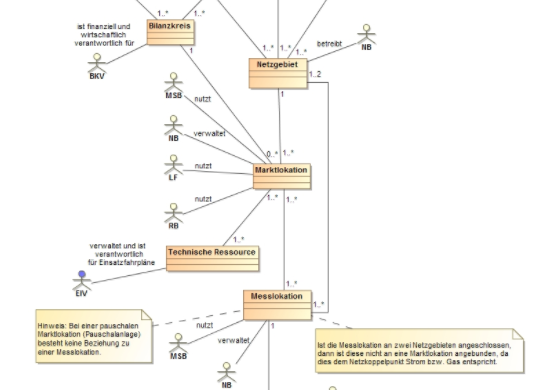 1..*
1..*
ist finanziell und
wirtschaftlich
verantwortlich für
Bilanzkreis
BKV
1
1..*
1..*
1..*
betreibt
NB
Netzgebiet
1..2
1
MSB
nutzt
NB
verwaltet
0..*
1..*
LF
nutzt
Marktlokation
nutzt
RB
1..*
1..*
1..*
verwaltet und ist
verantwortlich
für Einsatzfahrpläne
Technische Ressource
EIV
1..*
Messlokation
1..*
1
Hinweis: Bei einer pauschalen
Marktlokation (Pauschalanlage)
besteht keine Beziehung zu
einer Messlokation.
nutzt
MSB
verwaltet
NB
Ist die Messlokation an zwei Netzgebieten angeschlossen,
dann ist diese nicht an eine Marktlokation angebunden, da
dies dem Netzkoppelpunkt Strom bzw. Gas entspricht.